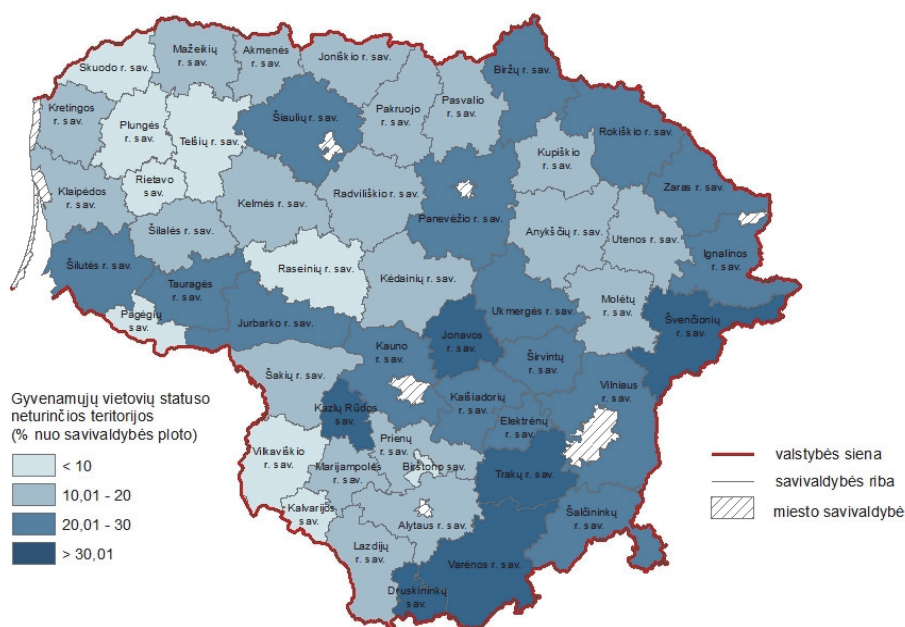 Skuodo r. sav.
Mažeikių
r. sav.
Akmenės
r. sav.
Joniškio r. sav.
Biržų r. sav.
Kretingos
r. sav.
Plungės
r. sav.
Telšių r. sav.
Šiaulių r. sav.
Pakruojo
r. sav.
Pasvalio
r. sav.
Rokiškio r. sav.
Kupiškio
r. sav.
Zaras r. sav.
Rietavo
sav.
Klaipėdos
r. sav.
Kelmės r. sav.
Radviliškio r. sav.
Panevėžio r. sav.
Šilalės r. sav.
Anykščių r. sav.
Utenos r. sav.
Ignalinos r. sav.
Šilutės r. sav.
Tauragės
r. sav.
Raseinių r. sav.
Kėdainių r. sav.
Molėtų
r. sav.
Pagėgių
sav.
Jurbarko r. sav.
Ukmergės r. sav.
Švenčionių
r. sav.
Jonavos
r. sav.
Kauno
r. sav.
Širvintų
r. sav.
Šakių r. sav.
Kaišiadorių
r. sav.
Vilniaus
r. sav.
Kazlų Rūdos
sav.
Elektrėnų
sav.
Prienų
r. sav.
Vilkaviškio
r. sav.
Marijampolės
r. sav.
Birštono sav.
Trakų r. sav.
Kalvarijos
sav.
Alytaus r. sav.
Šalčininkų
r. sav.
Lazdijų
r. sav.
Varėnos r. sav.
Druskininkų
sav.
Gyvenamųjų vietovių statuso
neturinčios teritorijos
(% nuo savivaldybės ploto)
< 10
10,01 - 20
20,01 - 30
> 30,01
valstybės siena
savivaldybės riba
miesto savivaldybė